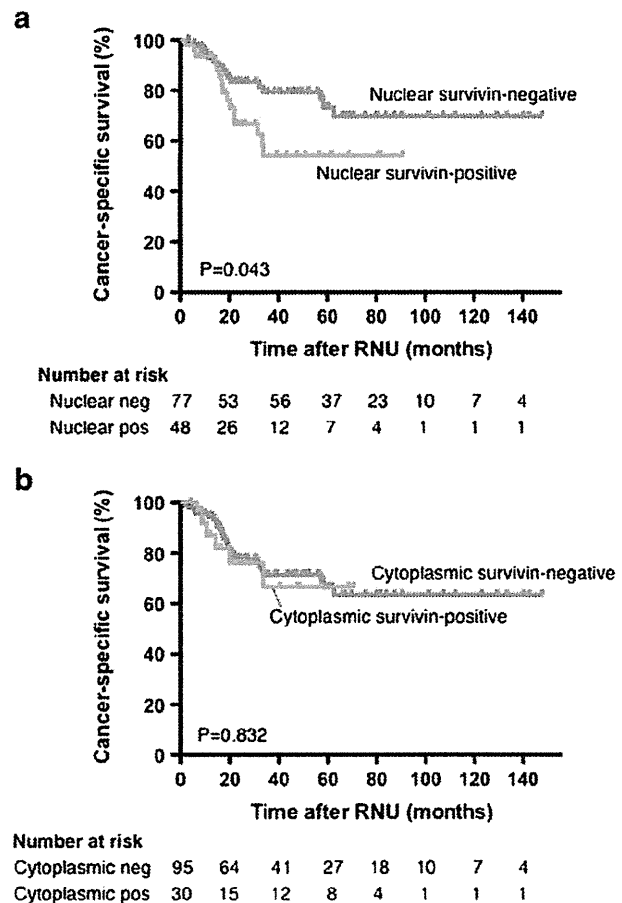 a
Cancer-specific survival (%)
100
80
60
40
20
0
Nuclear survivin-negative
Nuclear survivin-positive
P=0.043
0 20 40 60 80 100 120 140
Time after RNU (months)
Number at risk
Nuclear neg 77 53 56 37 23 10 7 4
Nuclear pos 48 26 12 7 4 1 1 1
b
Cancer-specific survival (%)
100
80
60
40
20
0
Cytoplasmic survivin-negative
Cytoplasmic survivin-positive
P=0.832
0 20 40 60 80 100 120 140
Time after RNU (months)
Number at risk
Cytoplasmic neg 95 64 41 27 18 10 7 4
Cytoplasmic pos 30 15 12 8 4 1 1 1